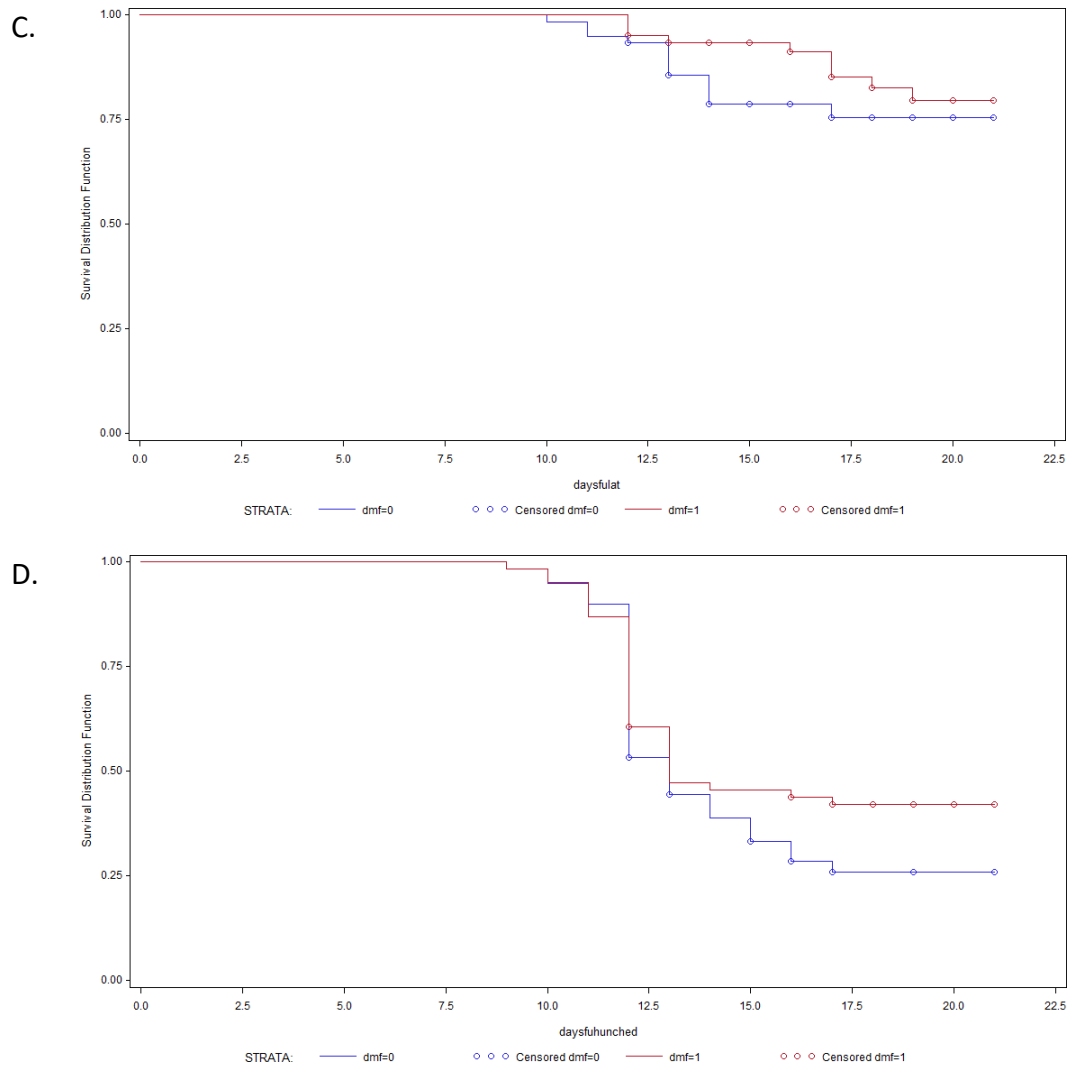 C.
1.00
0.75
0.50
0.25
0.00
Survival Distribution Function
0.0 2.5 5.0 7.5 10.0 12.5 15.0 17.5 20.0 22.5
daysfulat
STRATA: dmf=0 Censored dmf=0 dmf=1 Censored dmf=1
D.
1.00
0.75
0.50
0.25
0.00
Survival Distribution Function
0.0 2.5 5.0 7.5 10.0 12.5 15.0 17.5 20.0 22.5
daysfuhunched
STRATA: dmf=0 Censored dmf=0 dmf=1 Censored dmf=1